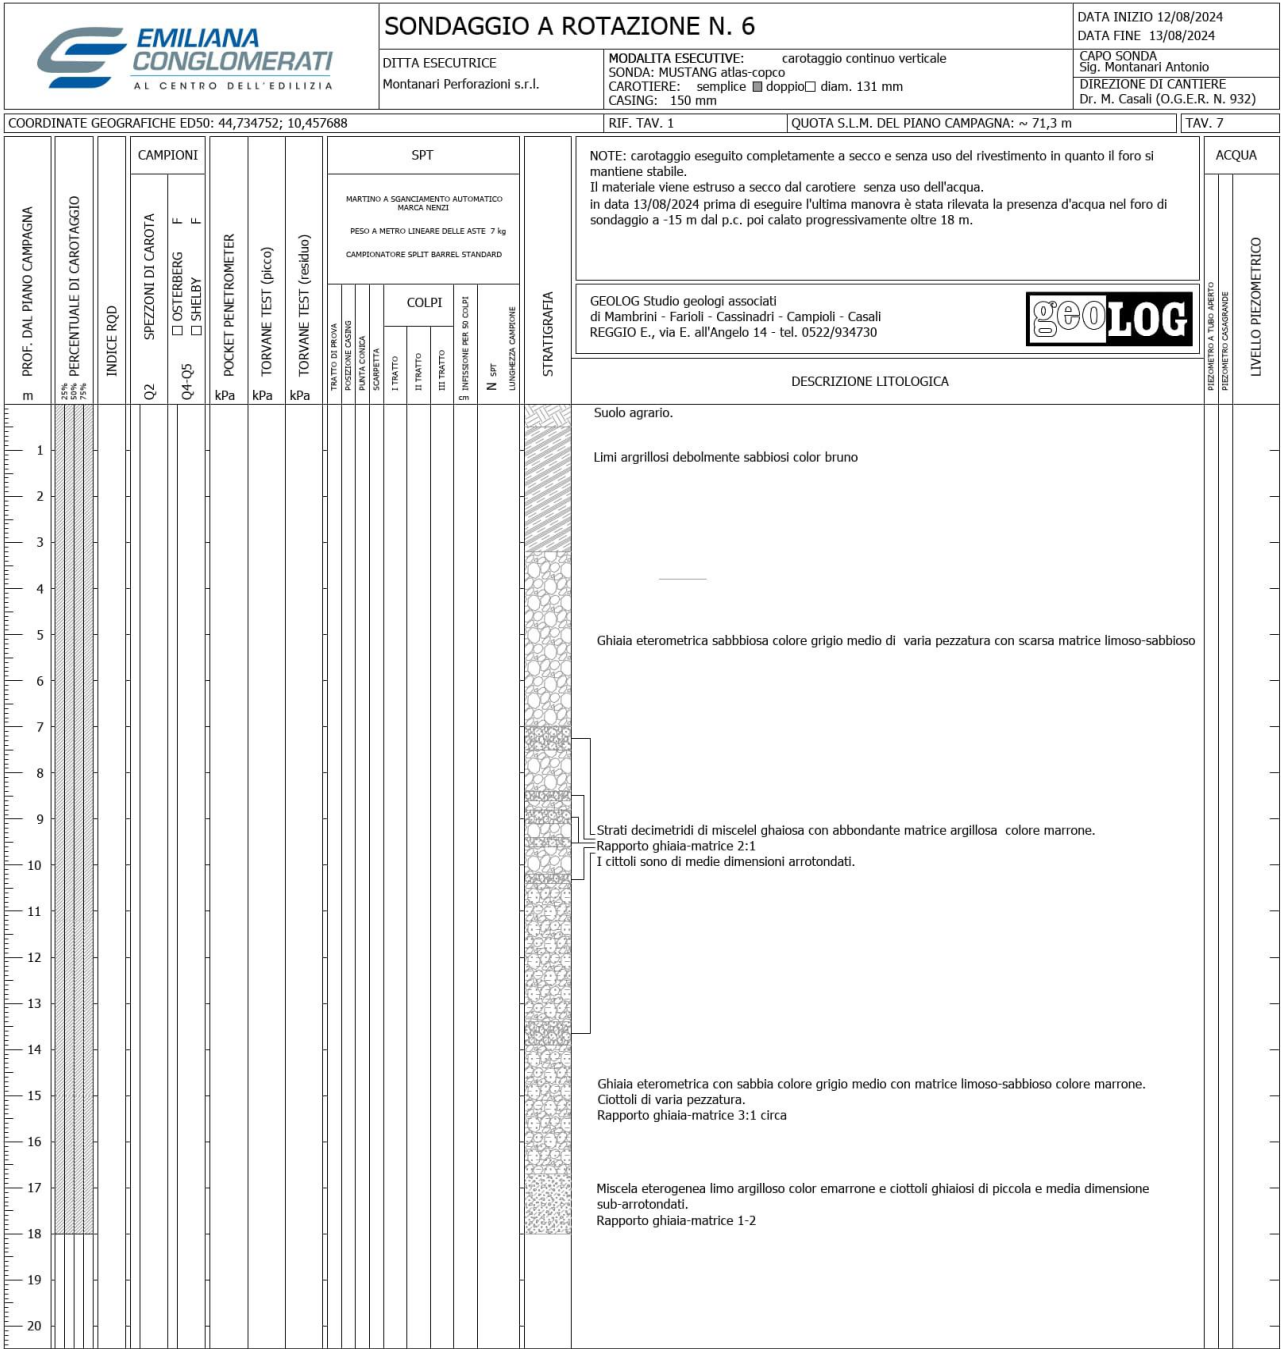 EMILIANA
CONGLOMERATI
AL CENTRO DELL'EDILIZIA
SONDAGGIO A ROTAZIONE N. 6
DATA INIZIO 12/08/2024
DATA FINE 13/08/2024
DITTA ESECUTRICE
Montanari Perforazioni s.r.l.
MODALITA ESECUTIVE: carotaggio continuo verticale
SONDA: MUSTANG atlas-copco
CAROTIERE: semplice doppio diam. 131 mm
CASING: 150 mm
CAPO SONDA
Sig. Montanari Antonio
DIREZIONE DI CANTIERE
Dr. M. Casali (O.G.E.R. N. 932)
COORDINATE GEOGRAFICHE ED50: 44,734752; 10,457688
RIF. TAV. 1
QUOTA S.L.M. DEL PIANO CAMPAGNA: ~ 71,3 m
TAV. 7
PROF. DAL PIANO CAMPAGNA
m
PERCENTUALE DI CAROTAGGIO
25%
50%
75%
INDICE RQD
CAMPIONI
Q2 SPEZZONI DI CAROTA
Q4-Q5
OSTERBERG F
SHELBY F
POCKET PENETROMETER
kPa
TORVANE TEST (picco)
kPa
TORVANE TEST (residuo)
kPa
SPT
MARTINO A SGANCIAMENTO AUTOMATICO
MARCA NENZI
PESO A METRO LINEARE DELLE ASTE 7 kg
CAMPIONATORE SPLIT BARREL STANDARD
TRATTO DI PROVA
POSIZIONE CASING
PUNTA CONICA
SCARPETTA
COLPI
I TRATTO
II TRATTO
III TRATTO
cm INFISSIONE PER 50 COLPI
N SPT
LUNGHEZZA CAMPIONE
STRATIGRAFIA
NOTE: carotaggio eseguito completamente a secco e senza uso del rivestimento in quanto il foro si
mantiene stabile.
Il materiale viene estruso a secco dal carotiere senza uso dell'acqua.
in data 13/08/2024 prima di eseguire l'ultima manovra è stata rilevata la presenza d'acqua nel foro di
sondaggio a -15 m dal p.c. poi calato progressivamente oltre 18 m.
GEOLOG Studio geologi associati
di Mambrini - Farioli - Cassinadri - Campioli - Casali
REGGIO E., via E. all'Angelo 14 - tel. 0522/934730
geoLOG
DESCRIZIONE LITOLOGICA
ACQUA
PIEZOMETRO A TUBO APERTO
PIEZOMETRO CASAGRANDE
LIVELLO PIEZOMETRICO
Suolo agrario.
1
Limi argrillosi debolmente sabbiosi color bruno
2
3
4
5
Ghiaia eterometrica sabbbiosa colore grigio medio di varia pezzatura con scarsa matrice limoso-sabbioso
6
7
8
9
Strati decimetridi di miscelel ghaiosa con abbondante matrice argillosa colore marrone.
Rapporto ghiaia-matrice 2:1
I cittoli sono di medie dimensioni arrotondati.
10
11
12
13
14
Ghiaia eterometrica con sabbia colore grigio medio con matrice limoso-sabbioso colore marrone.
Ciottoli di varia pezzatura.
Rapporto ghiaia-matrice 3:1 circa
15
16
17
Miscela eterogenea limo argilloso color emarrone e ciottoli ghiaiosi di piccola e media dimensione
sub-arrotondati.
Rapporto ghiaia-matrice 1-2
18
19
20